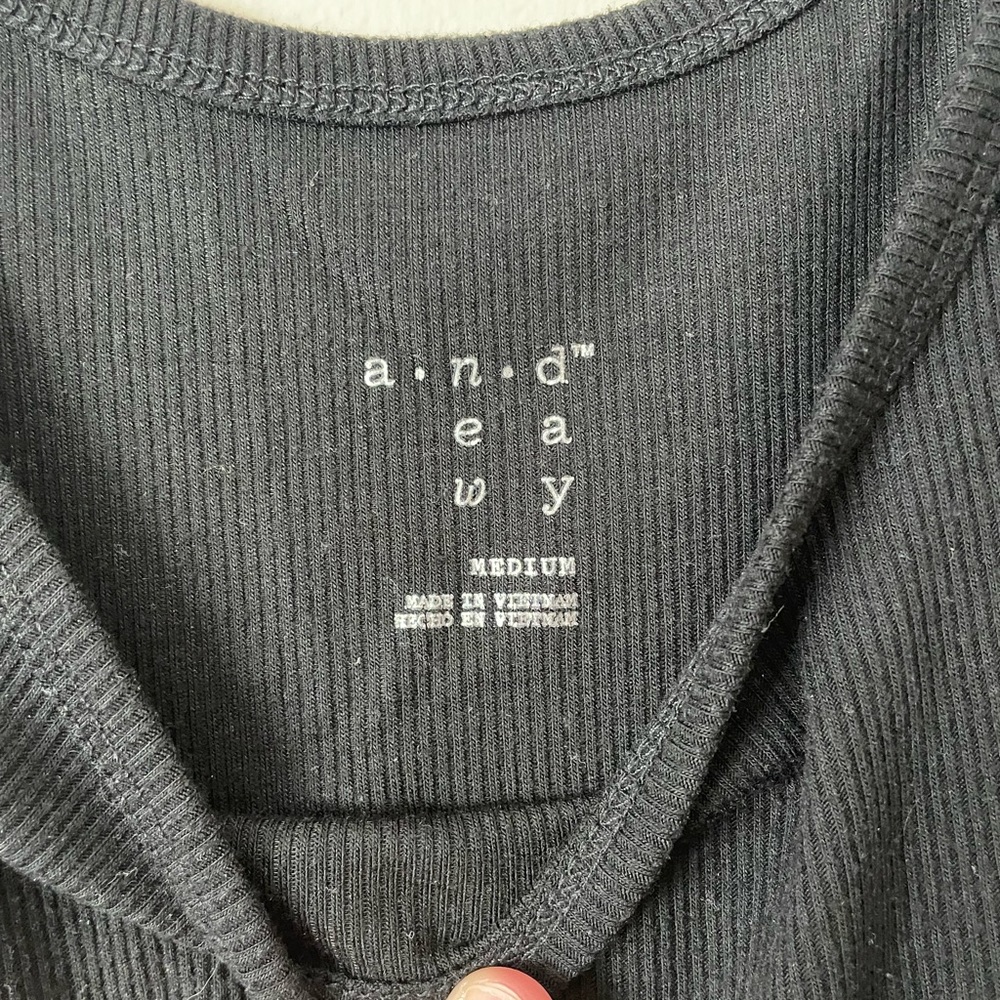 a·n·d™
e a
w y
MEDIUM
MADE IN VIETNAM
HECHO EN VIETNAM